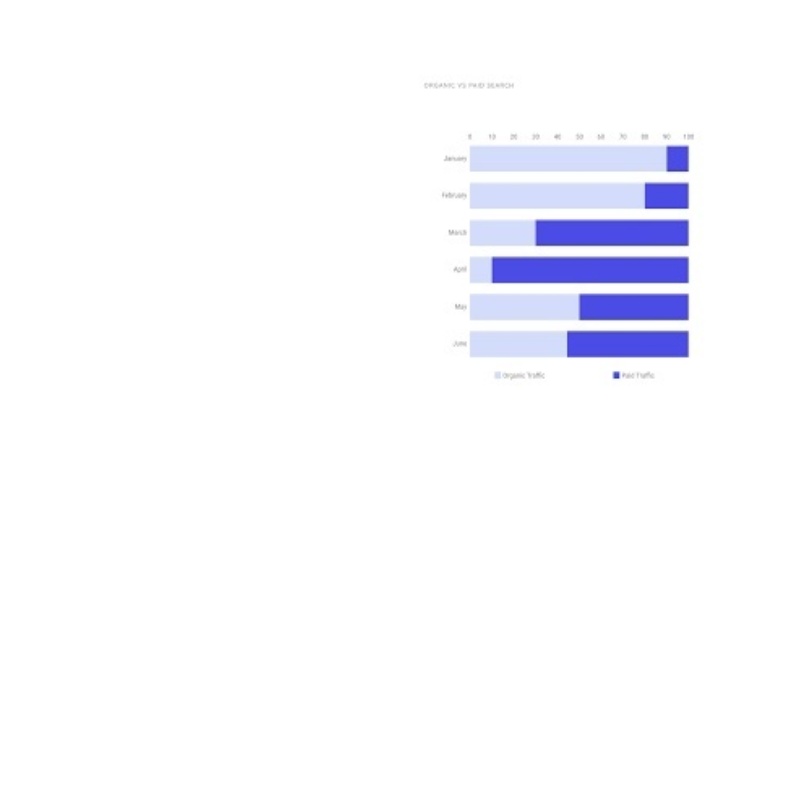 ORGANIC VS PAID SEARCH
0 10 20 30 40 50 60 70 80 90 100
January
February
March
April
May
June
Organic Traffic Paid Traffic